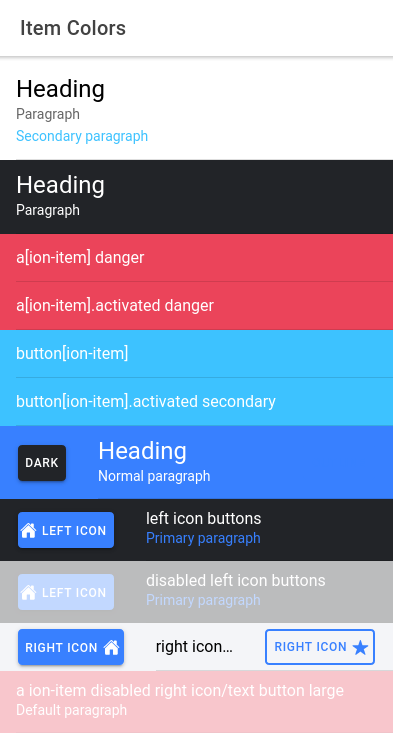 Item Colors
Heading
Paragraph
Secondary paragraph
Heading
Paragraph
a[ion-item] danger
a[ion-item].activated danger
button[ion-item]
button[ion-item].activated secondary
DARK
Heading
Normal paragraph
LEFT ICON
left icon buttons
Primary paragraph
LEFT ICON
disabled left icon buttons
Primary paragraph
RIGHT ICON right icon... RIGHT ICON
a ion-item disabled right icon/text button large
Default paragraph